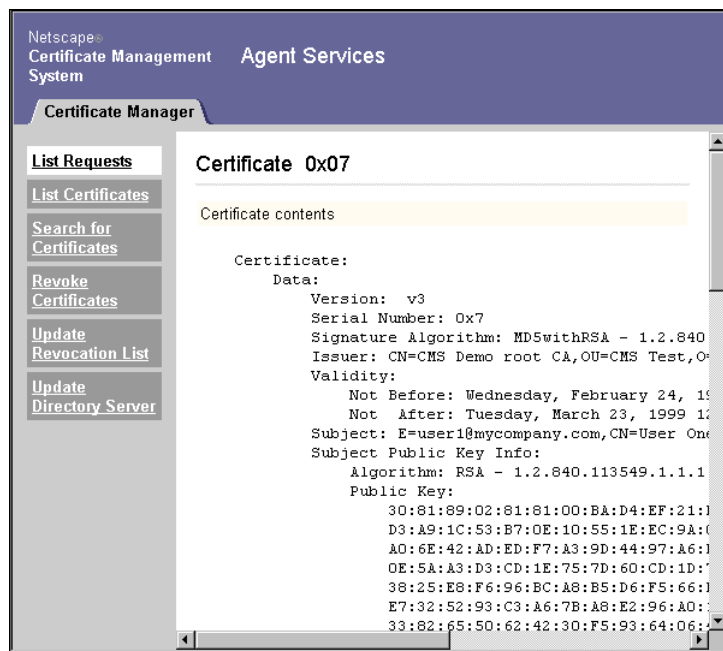 Netscape®
Certificate Management Agent Services
System
Certificate Manager
List Requests
List Certificates
Search for
Certificates
Revoke
Certificates
Update
Revocation List
Update
Directory Server
Certificate 0x07
Certificate contents
Certificate:
Data:
Version: v3
Serial Number: 0x7
Signature Algorithm: MD5withRSA - 1.2.840
Issuer: CN=CMS Demo root CA,OU=CMS Test,O=
Validity:
Not Before: Wednesday, February 24, 19
Not After: Tuesday, March 23, 1999 12
Subject: E=user1@mycompany.com,CN=User One
Subject Public Key Info:
Algorithm: RSA - 1.2.840.113549.1.1.1
Public Key:
30:81:89:02:81:81:00:BA:D4:EF:21:
D3:A9:1C:53:B7:0E:10:55:1E:EC:9A:
A0:6E:42:AD:ED:F7:A3:9D:44:97:A6:
0E:5A:A3:D3:CD:1E:75:7D:60:CD:1D:
38:25:E8:F6:96:BC:A8:B5:D6:F5:66:
E7:32:52:93:C3:A6:7B:A8:E2:96:A0:
33:82:65:50:62:42:30:F5:93:64:06: